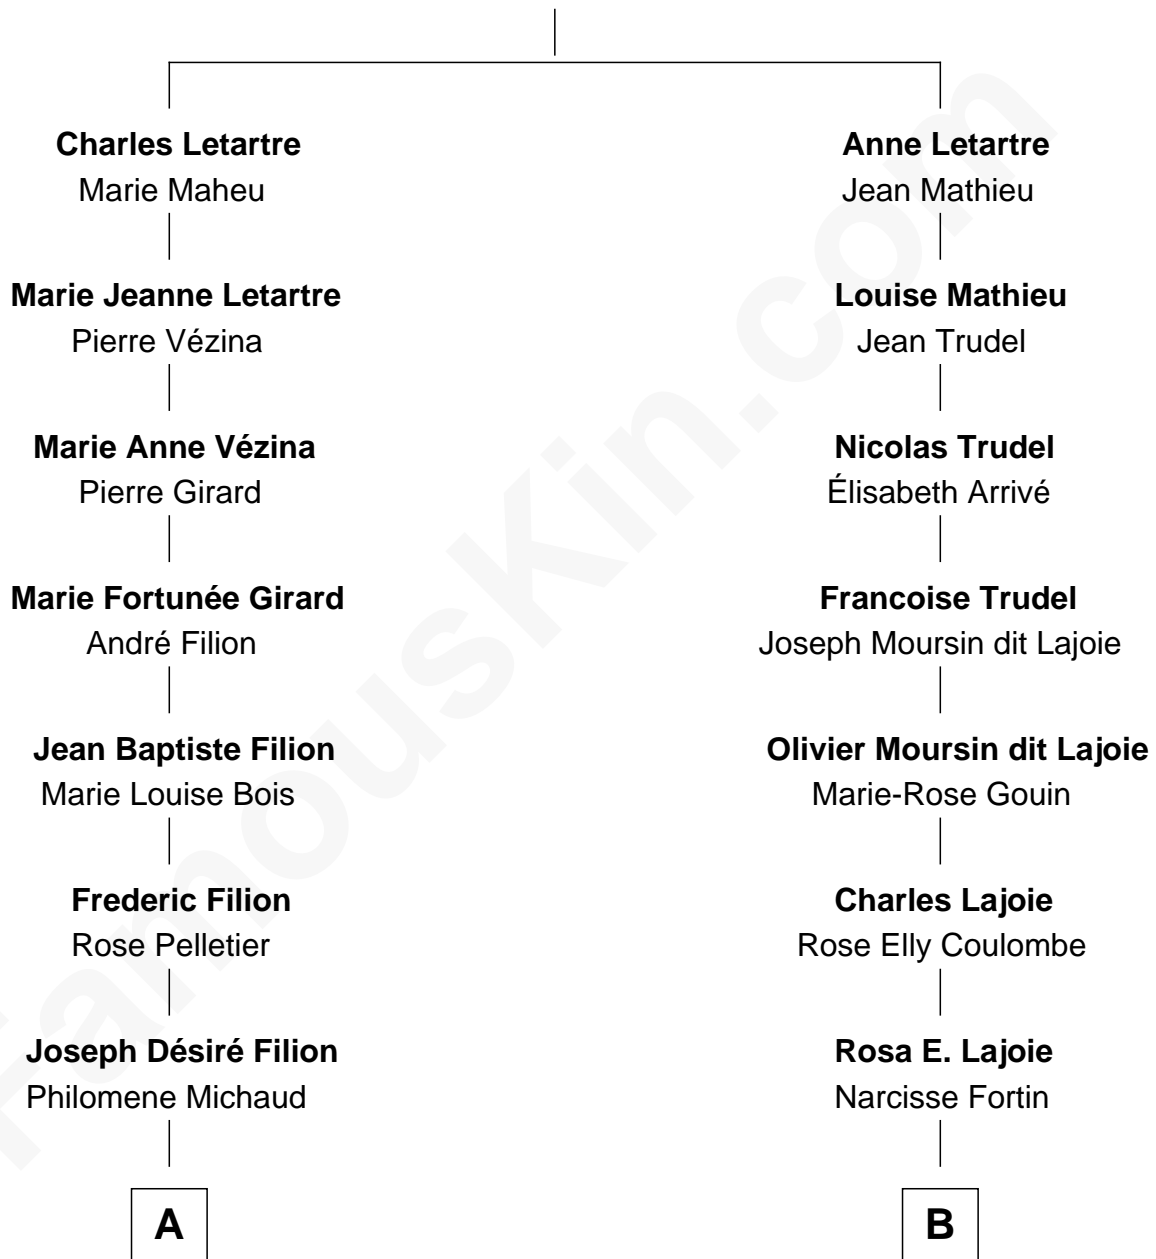 Charles Letartre
Marie Maheu
Marie Jeanne Letartre
Pierre Vézina
Marie Anne Vézina
Pierre Girard
Marie Fortunée Girard
André Filion
Jean Baptiste Filion
Marie Louise Bois
Frederic Filion
Rose Pelletier
Joseph Désiré Filion
Philomene Michaud
A
Anne Letartre
Jean Mathieu
Louise Mathieu
Jean Trudel
Nicolas Trudel
Élisabeth Arrivé
Francoise Trudel
Joseph Moursin dit Lajoie
Olivier Moursin dit Lajoie
Marie-Rose Gouin
Charles Lajoie
Rose Elly Coulombe
Rosa E. Lajoie
Narcisse Fortin
B
FamousKin.com